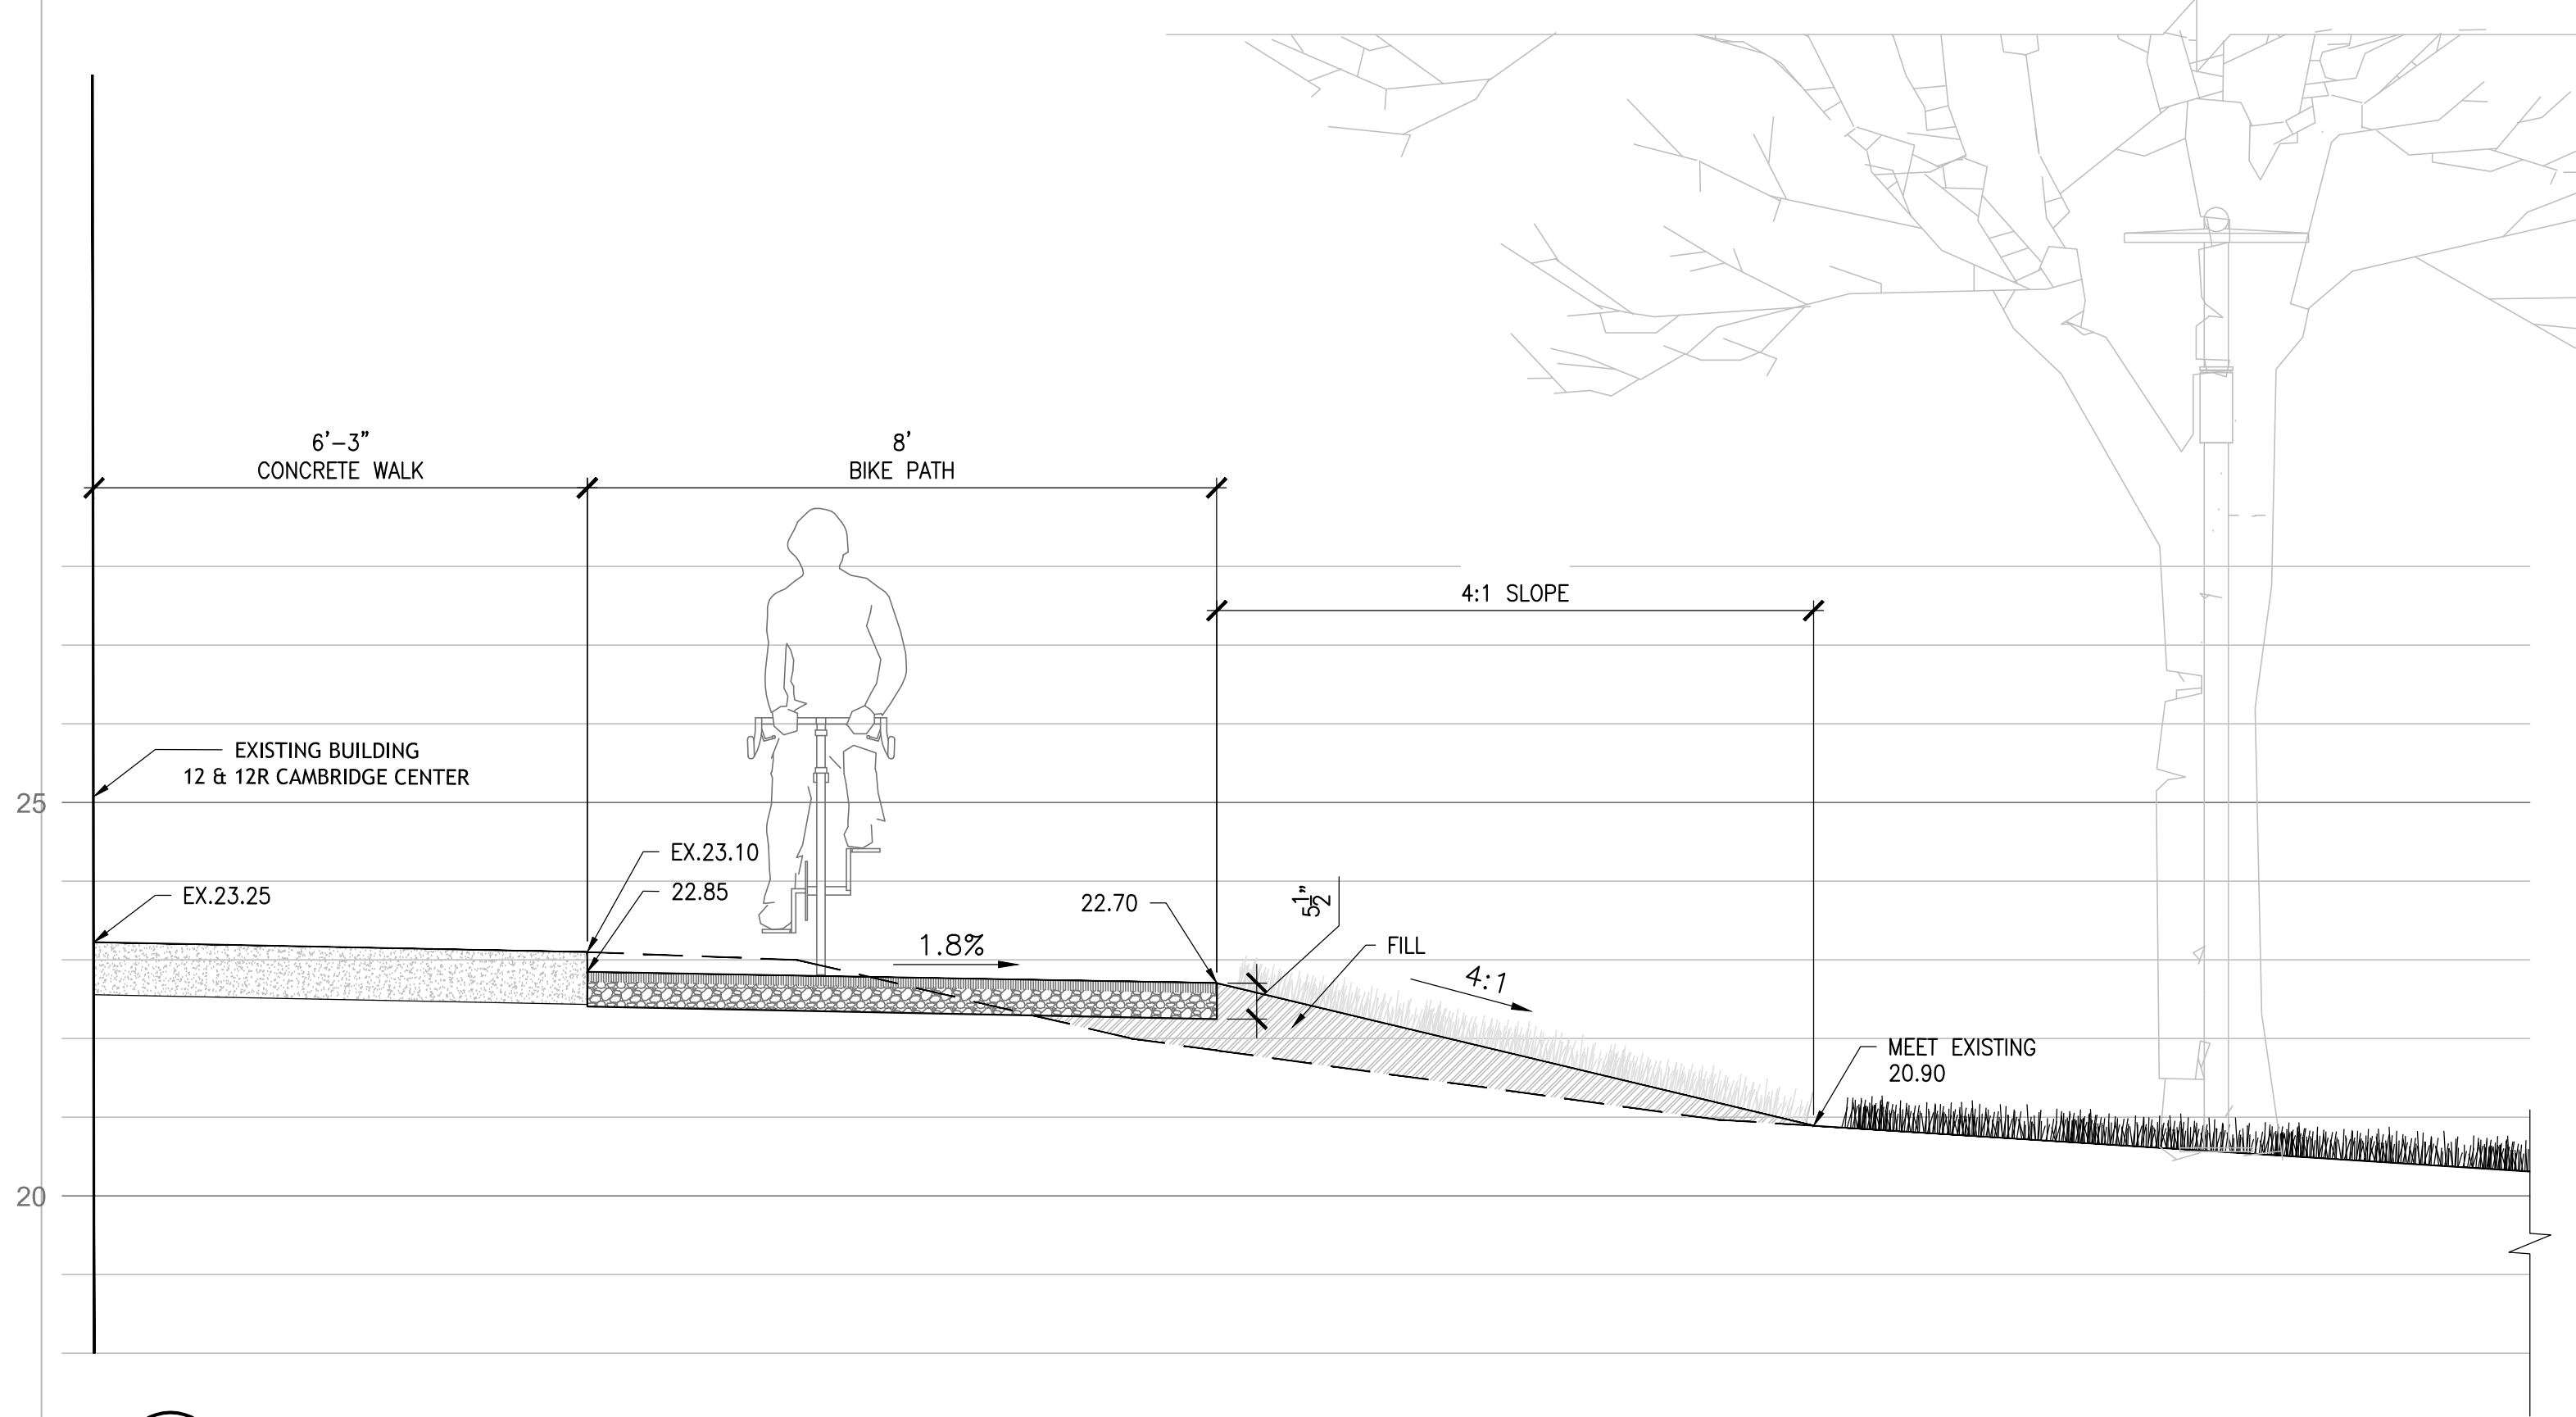 6'-3"
CONCRETE WALK
8'
BIKE PATH
4:1 SLOPE
EXISTING BUILDING
12 & 12R CAMBRIDGE CENTER
25
EX.23.10
22.85
EX.23.25
22.70
5 1/2"
1.8%
FILL
4:1
MEET EXISTING
20.90
20